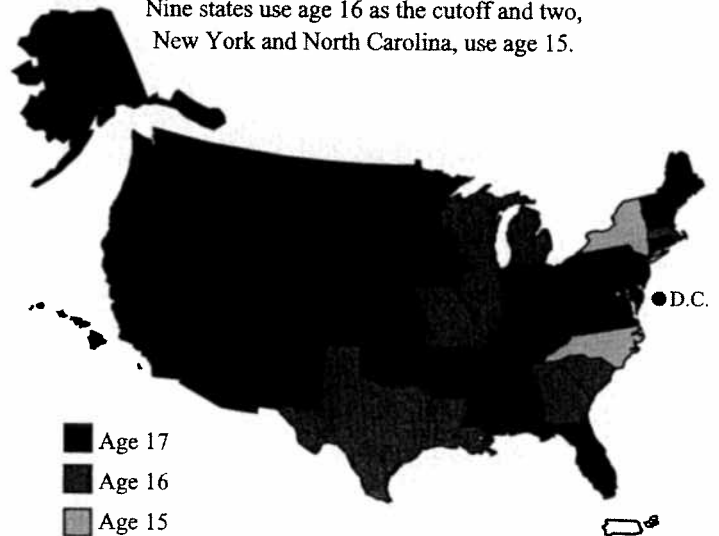 Nine states use age 16 as the cutoff and two,
New York and North Carolina, use age 15.
D.C.
Age 17
Age 16
Age 15